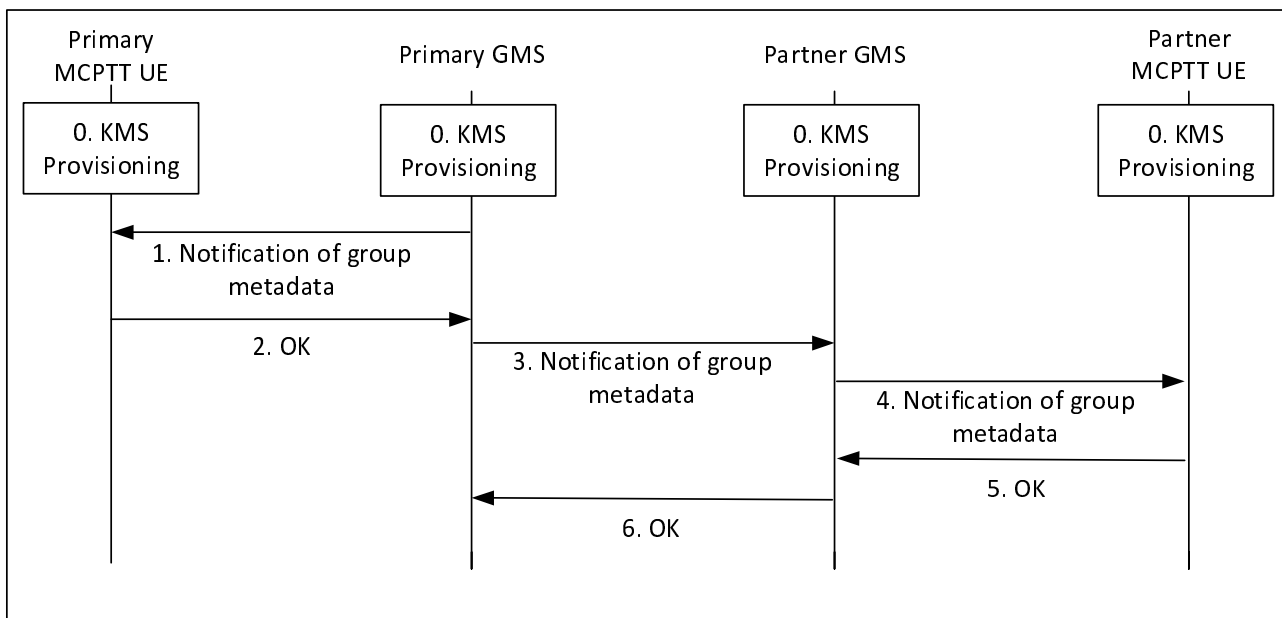 Primary
MCPTT UE
Primary GMS
Partner GMS
Partner
MCPTT UE
0. KMS
Provisioning
0. KMS
Provisioning
0. KMS
Provisioning
0. KMS
Provisioning
1. Notification of group
metadata
2. OK
3. Notification of group
metadata
4. Notification of group
metadata
5. OK
6. OK